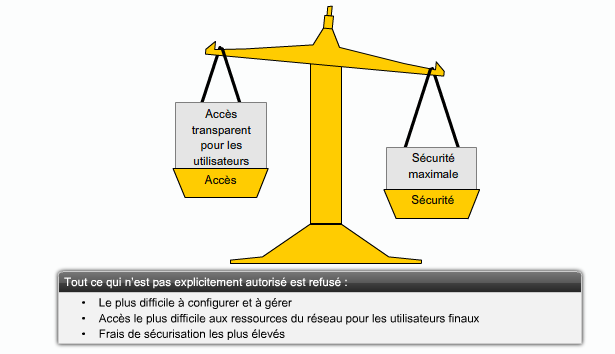 Accès
transparent
pour les
utilisateurs
Accès
Sécurité
maximale
Sécurité
Tout ce qui n'est pas explicitement autorisé est refusé :
• Le plus difficile à configurer et à gérer
• Accès le plus difficile aux ressources du réseau pour les utilisateurs finaux
• Frais de sécurisation les plus élevés